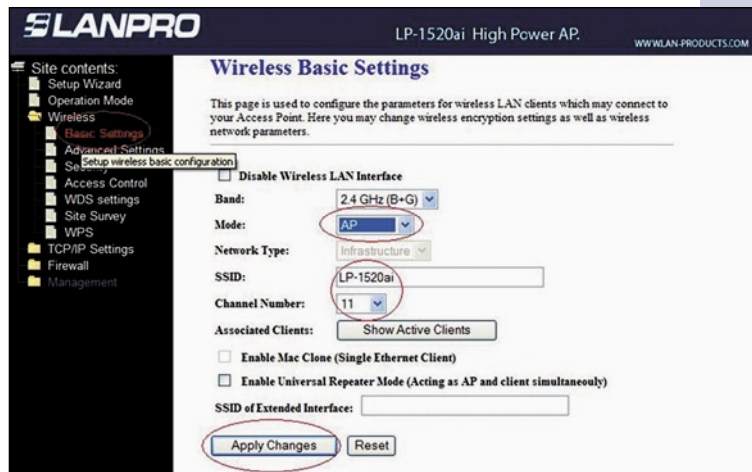 LANPRO
LP-1520ai High Power AP.
WWW.LAN-PRODUCTS.COM
Site contents:
Setup Wizard
Operation Mode
Wireless
Basic Settings
Advanced Settings
Setup wireless basic configuration
Security
Access Control
WDS settings
Site Survey
WPS
TCP/IP Settings
Firewall
Management
Wireless Basic Settings
This page is used to configure the parameters for wireless LAN clients which may connect to
your Access Point. Here you may change wireless encryption settings as well as wireless
network parameters.
Disable Wireless LAN Interface
Band: 2.4 GHz (B+G)
Mode: AP
Network Type: Infrastructure
SSID: LP-1520ai
Channel Number: 11
Associated Clients: Show Active Clients
Enable Mac Clone (Single Ethernet Client)
Enable Universal Repeater Mode (Acting as AP and client simultaneouly)
SSID of Extended Interface:
Apply Changes Reset